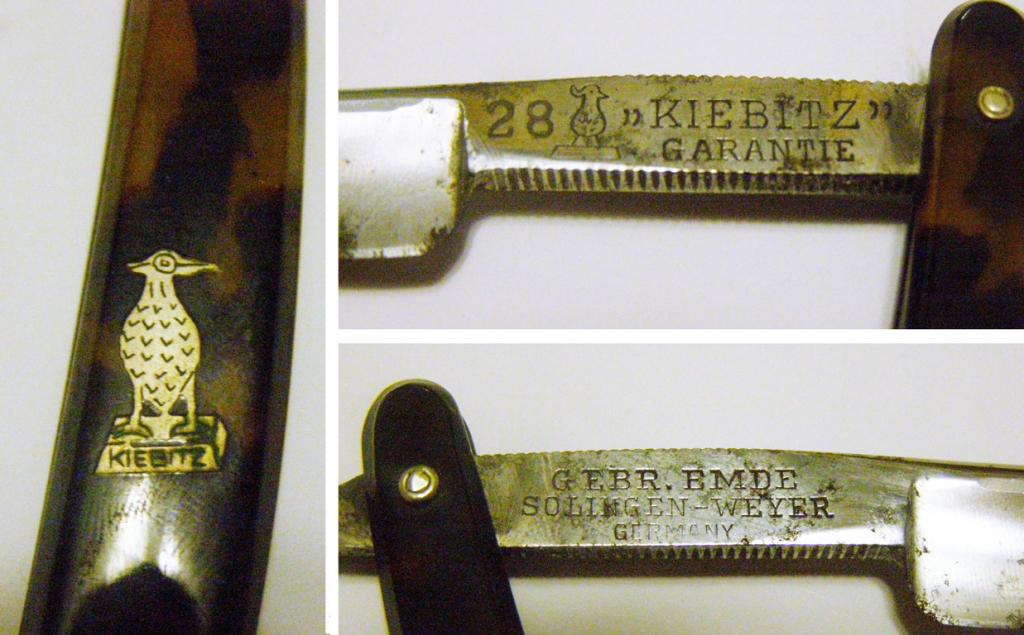 KIEBITZ
28 „KIEBITZ”
GARANTIE
GEBR. EMDE
SOLINGEN-WEYER
GERMANY